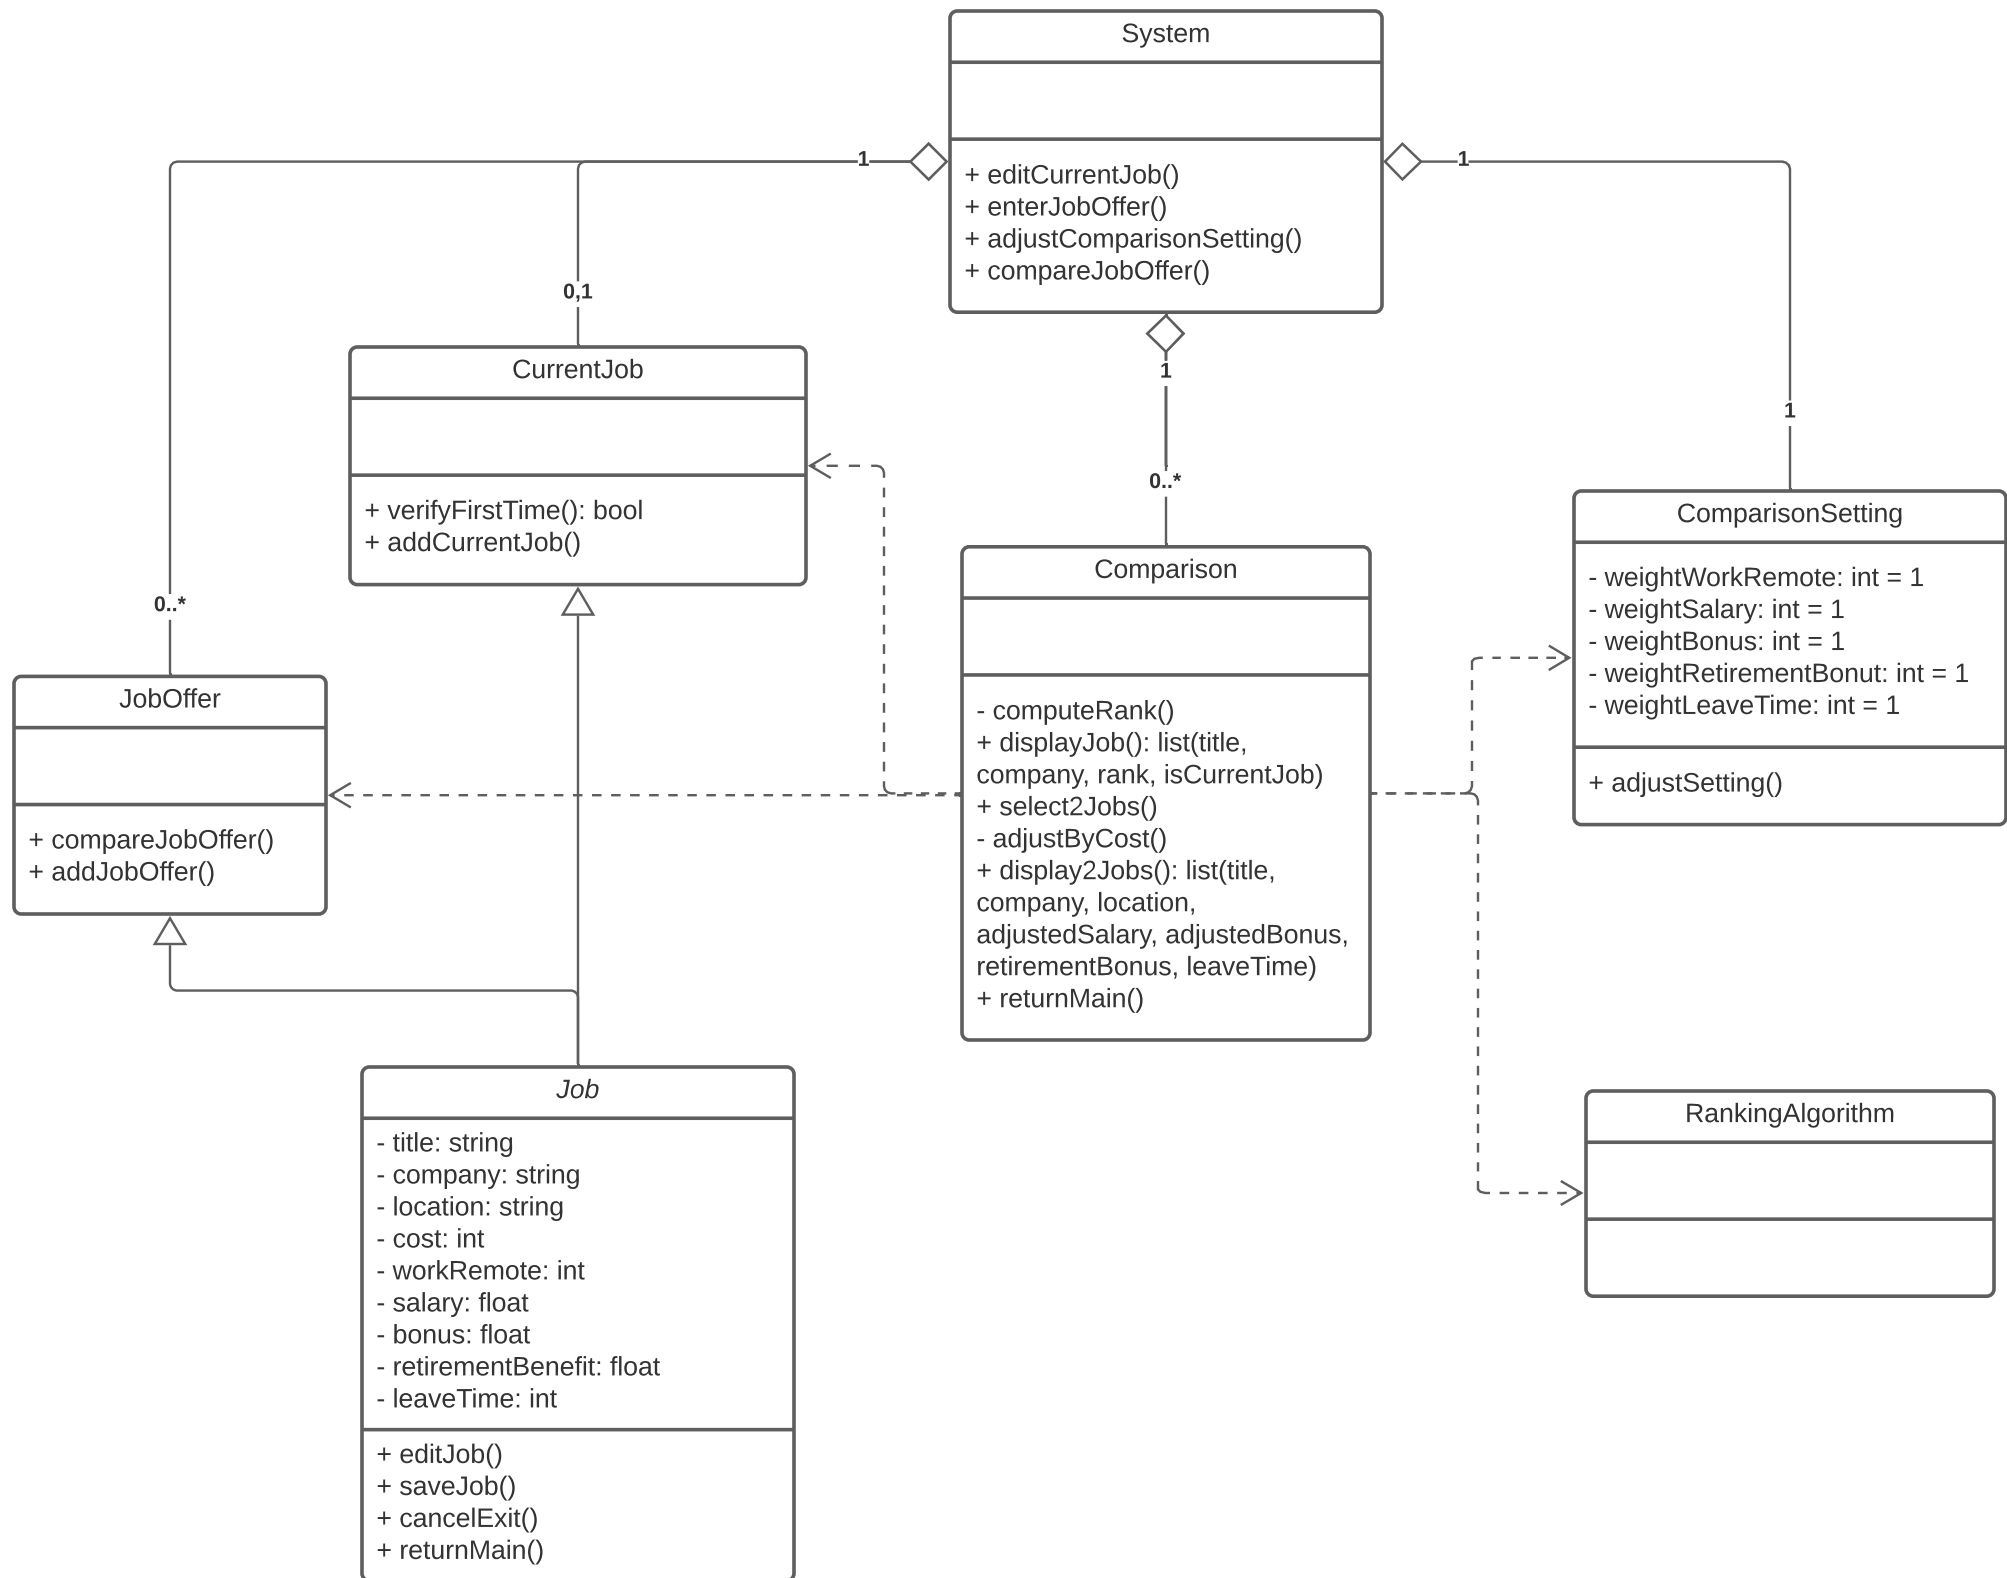 System
+ editCurrentJob()
+ enterJobOffer()
+ adjustComparisonSetting()
+ compareJobOffer()
1
1
1
0,1
0..*
1
0..*
CurrentJob
+ verifyFirstTime(): bool
+ addCurrentJob()
JobOffer
+ compareJobOffer()
+ addJobOffer()
Comparison
- computeRank()
+ displayJob(): list(title,
company, rank, isCurrentJob)
+ select2Jobs()
- adjustByCost()
+ display2Jobs(): list(title,
company, location,
adjustedSalary, adjustedBonus,
retirementBonus, leaveTime)
+ returnMain()
ComparisonSetting
- weightWorkRemote: int = 1
- weightSalary: int = 1
- weightBonus: int = 1
- weightRetirementBonut: int = 1
- weightLeaveTime: int = 1
+ adjustSetting()
Job
- title: string
- company: string
- location: string
- cost: int
- workRemote: int
- salary: float
- bonus: float
- retirementBenefit: float
- leaveTime: int
+ editJob()
+ saveJob()
+ cancelExit()
+ returnMain()
RankingAlgorithm